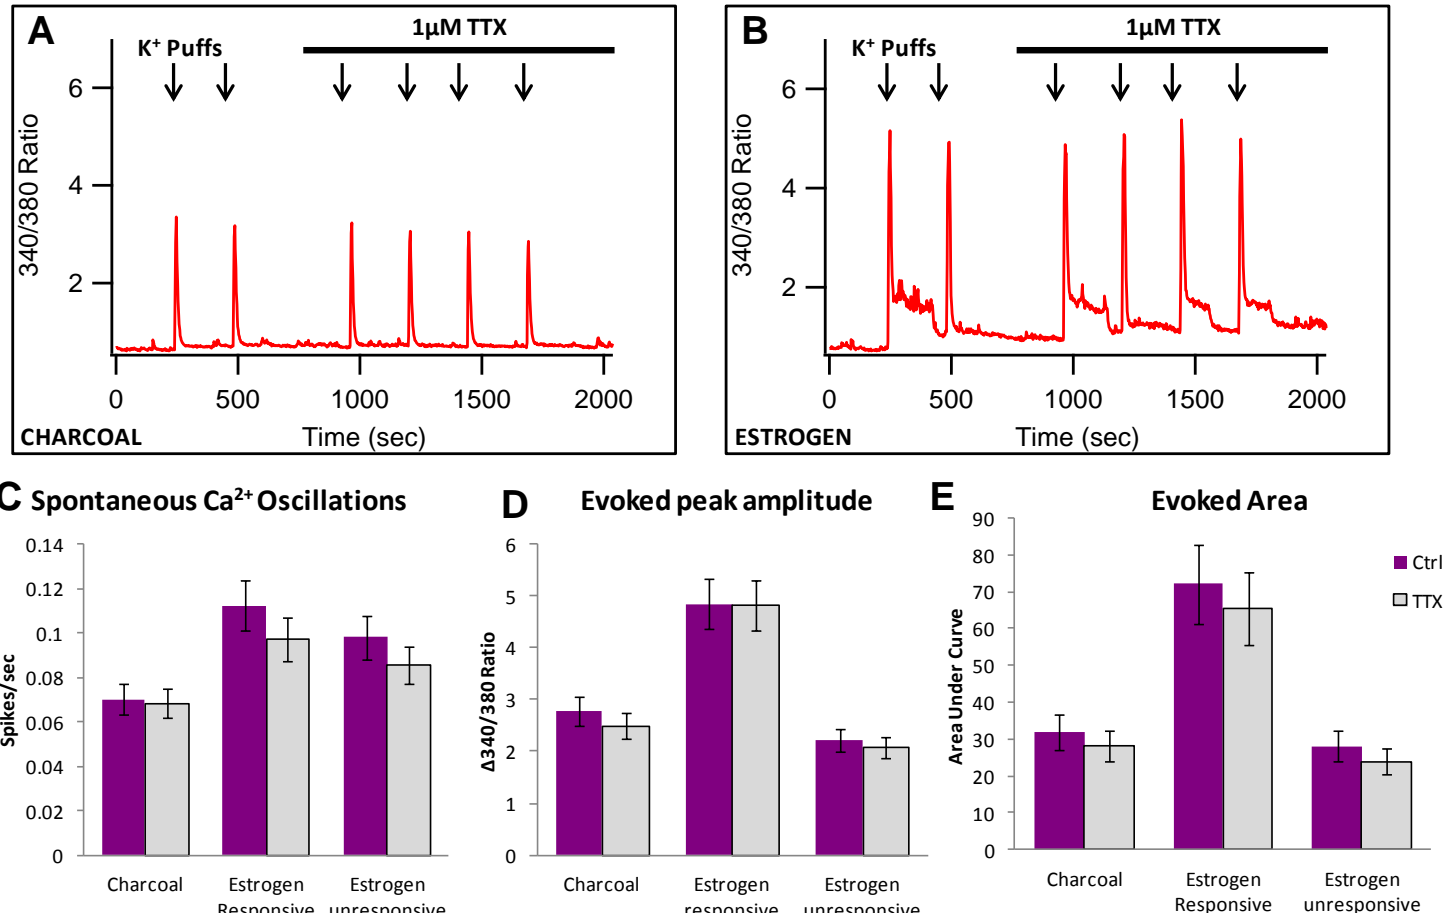 A
K+ Puffs
1µM TTX
6
4
2
340/380 Ratio
0
500
1000
1500
2000
Time (sec)
CHARCOAL
B
K+ Puffs
1µM TTX
6
4
2
340/380 Ratio
0
500
1000
1500
2000
Time (sec)
ESTROGEN
C Spontaneous Ca2+ Oscillations
0.14
0.12
0.1
0.08
0.06
0.04
0.02
0
Spikes/sec
Charcoal
Estrogen
Responsive
Estrogen
unresponsive
D Evoked peak amplitude
6
5
4
3
2
1
0
Δ340/380 Ratio
Charcoal
Estrogen
responsive
Estrogen
unresponsive
E Evoked Area
90
80
70
60
50
40
30
20
10
0
Area Under Curve
Charcoal
Estrogen
Responsive
Estrogen
unresponsive
Ctrl
TTX